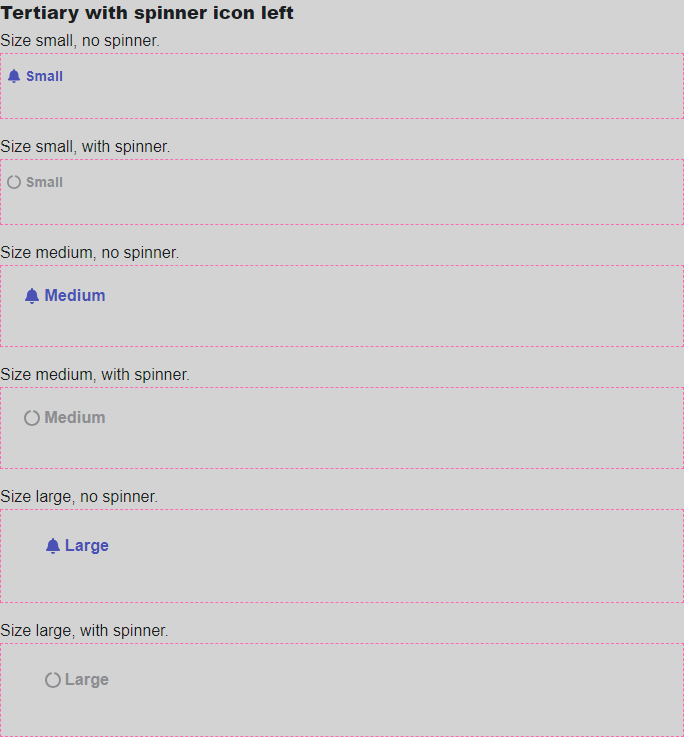 Tertiary with spinner icon left
Size small, no spinner.
Small
Size small, with spinner.
Small
Size medium, no spinner.
Medium
Size medium, with spinner.
Medium
Size large, no spinner.
Large
Size large, with spinner.
Large